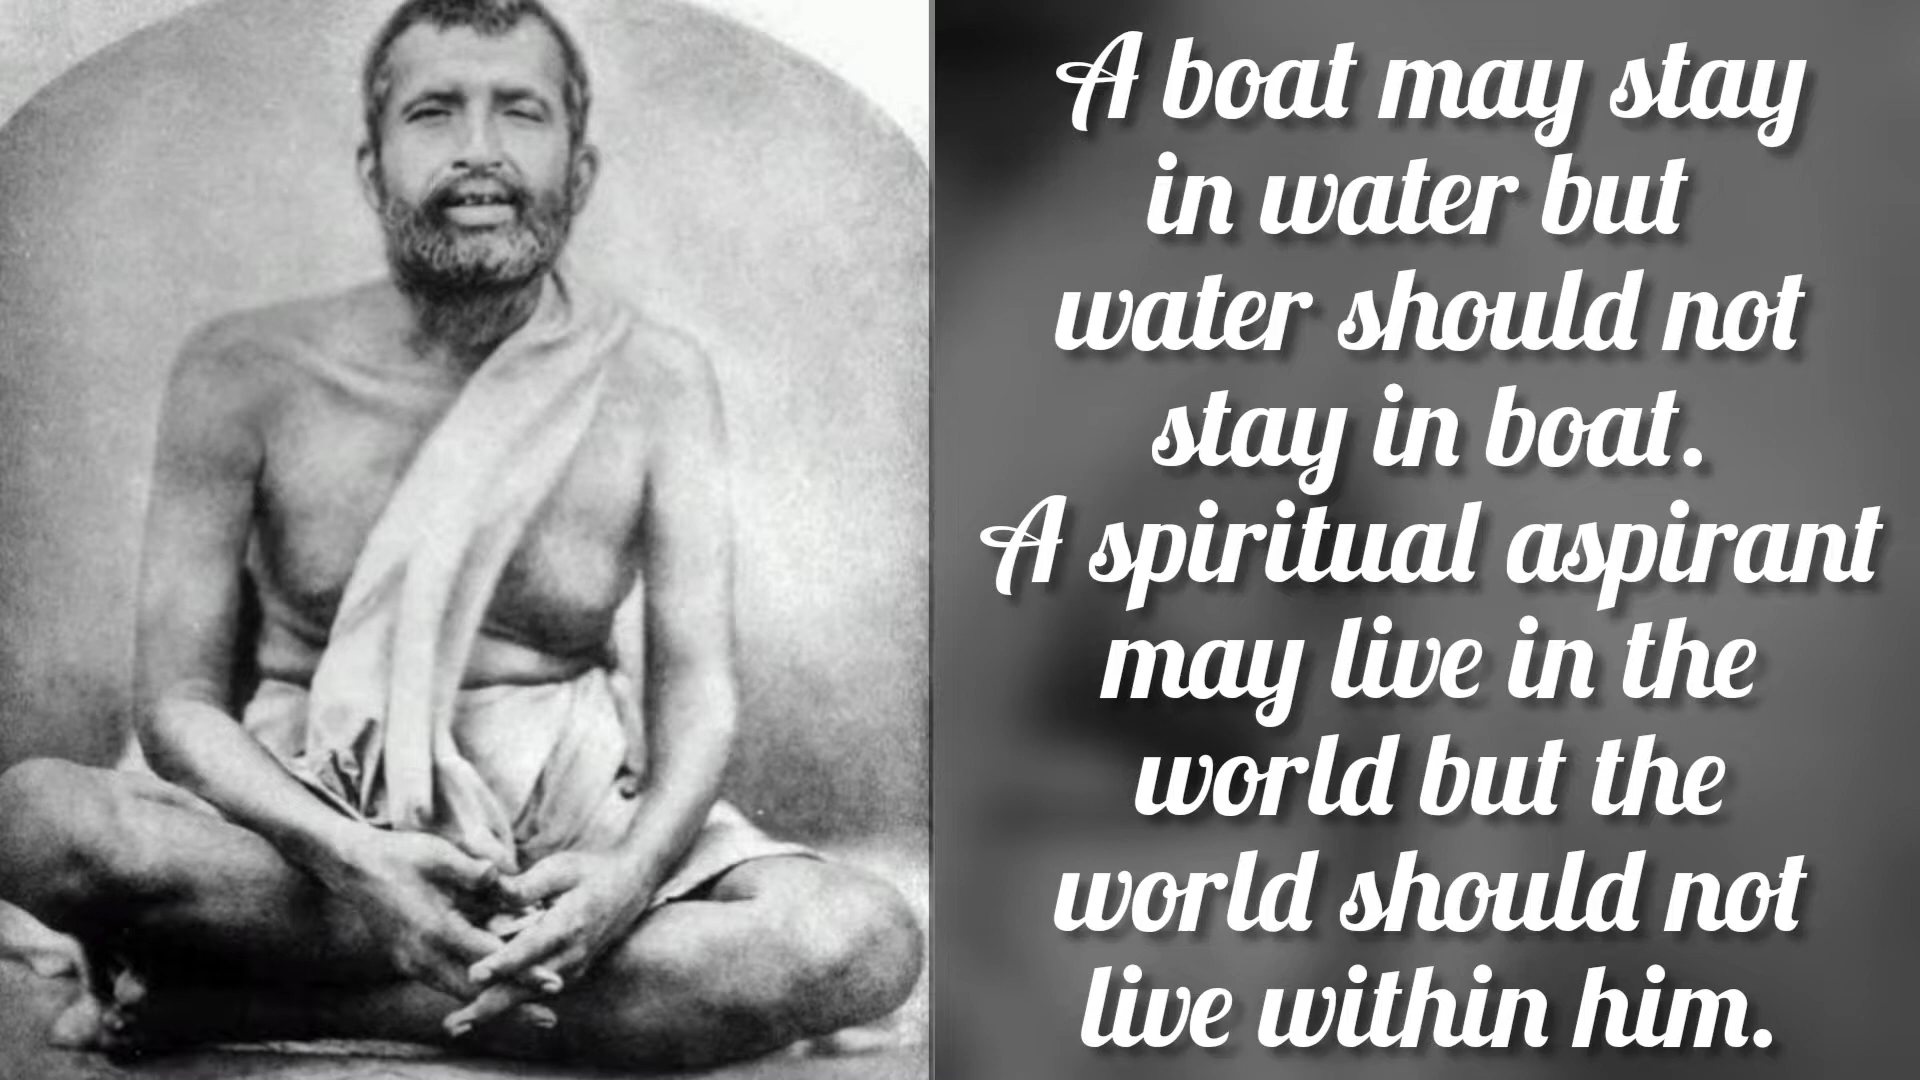 A boat may stay
in water but
water should not
stay in boat.
A spiritual aspirant
may live in the
world but the
world should not
live within him.